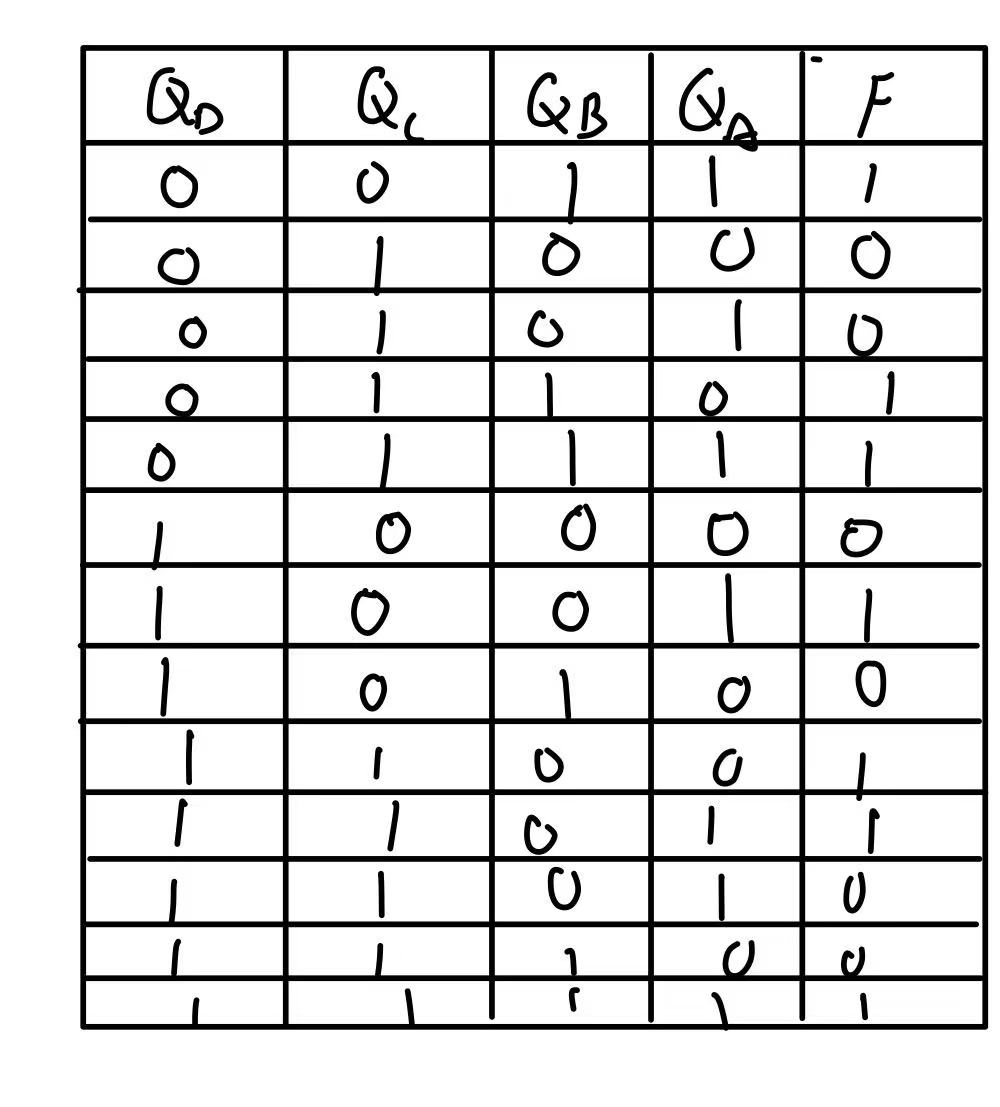 QD QC QB QA F
0 0 1 1 1
0 1 0 0 0
0 1 0 1 0
0 1 1 0 1
0 1 1 1 1
1 0 0 0 0
1 0 0 1 1
1 0 1 0 0
1 1 0 0 1
1 1 0 1 1
1 1 0 1 0
1 1 1 0 0
1 1 1 1 1